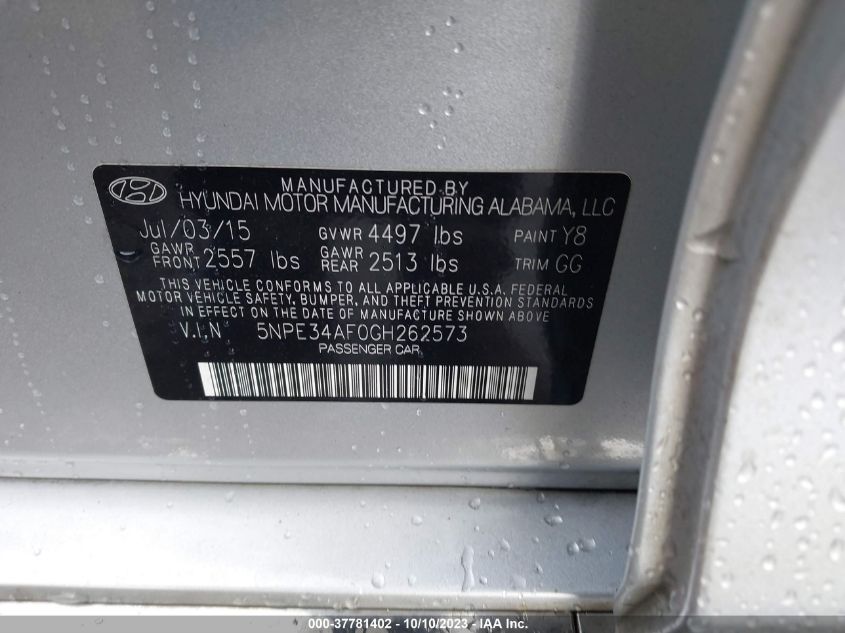 MANUFACTURED BY
HYUNDAI MOTOR MANUFACTURING ALABAMA, LLC
Jul/03/15 GVWR 4497 lbs PAINT Y8
GAWR FRONT 2557 lbs GAWR REAR 2513 lbs TRIM GG
THIS VEHICLE CONFORMS TO ALL APPLICABLE U.S.A. FEDERAL
MOTOR VEHICLE SAFETY, BUMPER, AND THEFT PREVENTION STANDARDS
IN EFFECT ON THE DATE OF MANUFACTURE SHOWN ABOVE.
V.I.N 5NPE34AF0GH262573
PASSENGER CAR
000-37781402 - 10/10/2023 - IAA Inc.